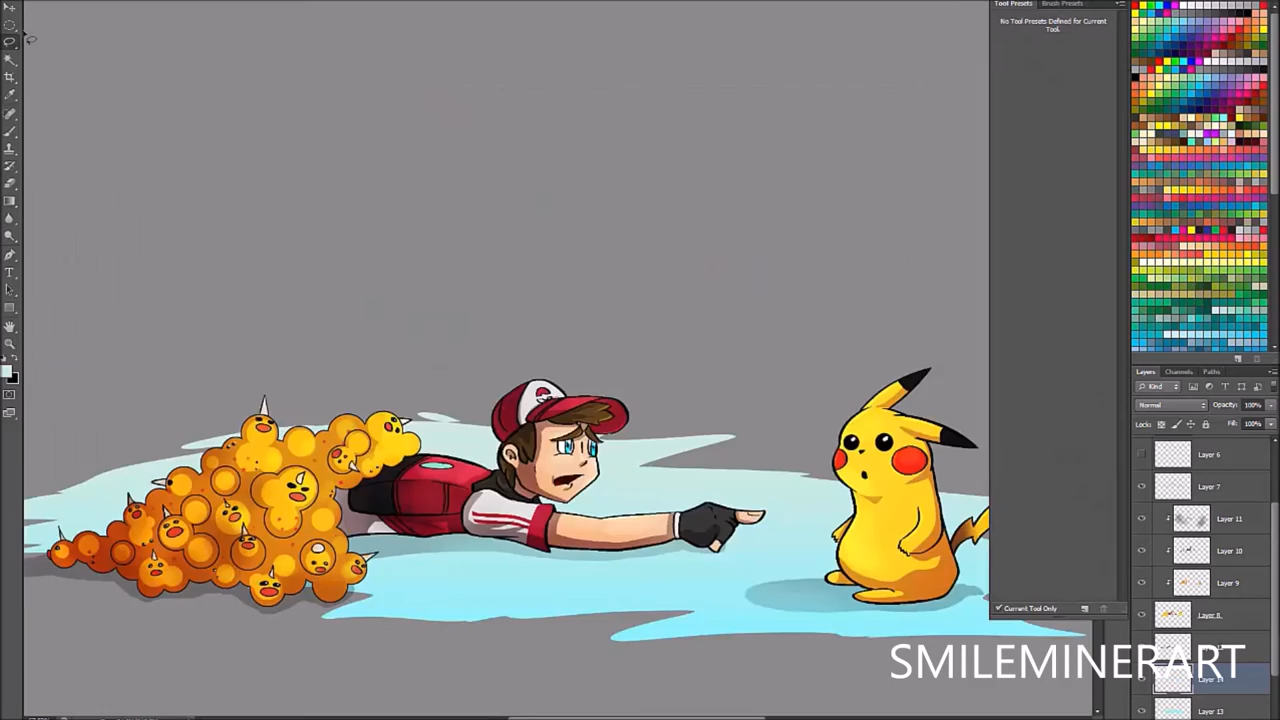 Tool Presets Brush Presets
No Tool Presets Defined for Current
Tool.
Layers Channels Paths
Kind
Normal Opacity: 100%
Lock: Fill: 100%
Layer 6
Layer 7
Layer 11
Layer 10
Layer 9
Layer 8
Layer 14
Layer 13
Current Tool Only
SMILEMINERART